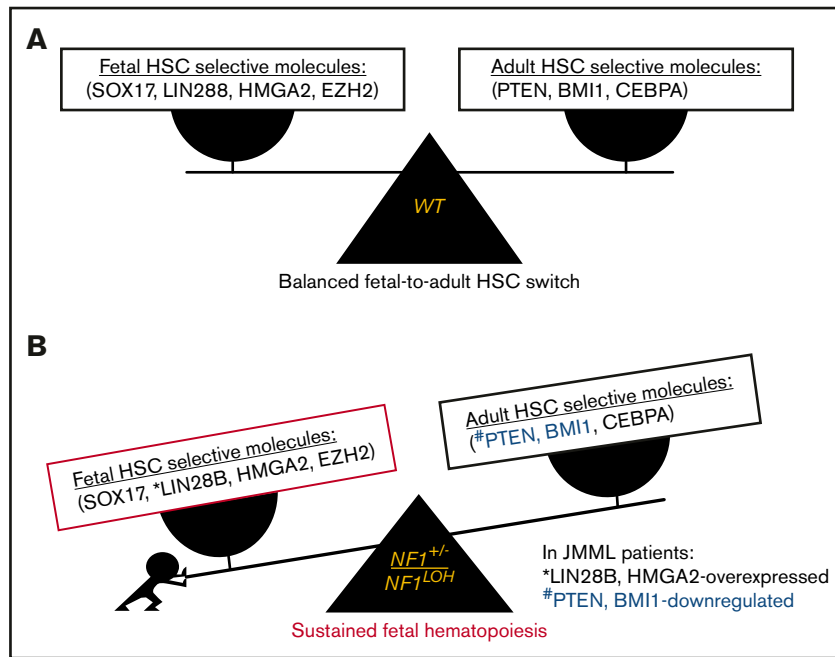 A
Fetal HSC selective molecules:
(SOX17, LIN288, HMGA2, EZH2)
Adult HSC selective molecules:
(PTEN, BMI1, CEBPA)
WT
Balanced fetal-to-adult HSC switch
B
Fetal HSC selective molecules:
(SOX17, *LIN28B, HMGA2, EZH2)
Adult HSC selective molecules:
(#PTEN, BMI1, CEBPA)
NF1+/-
NF1LOH
Sustained fetal hematopoiesis
In JMML patients:
*LIN28B, HMGA2-overexpressed
#PTEN, BMI1-downregulated